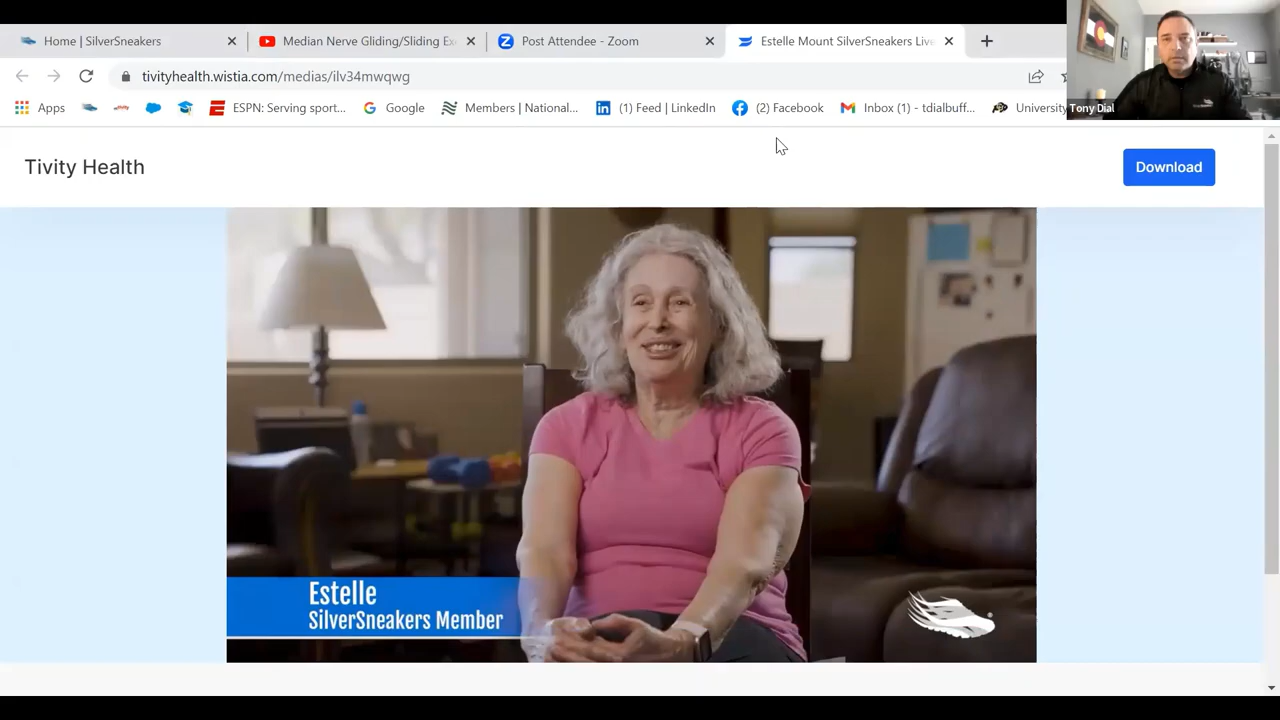 Home | SilverSneakers
Median Nerve Gliding/Sliding Ex
Post Attendee - Zoom
Estelle Mount SilverSneakers Live
tivityhealth.wistia.com/medias/ilv34mwqwg
Apps
ESPN: Serving sport...
Google
Members | National...
(1) Feed | LinkedIn
(2) Facebook
Inbox (1) - tdialbuff...
University
Tony Dial
Tivity Health
Download
Estelle
SilverSneakers Member